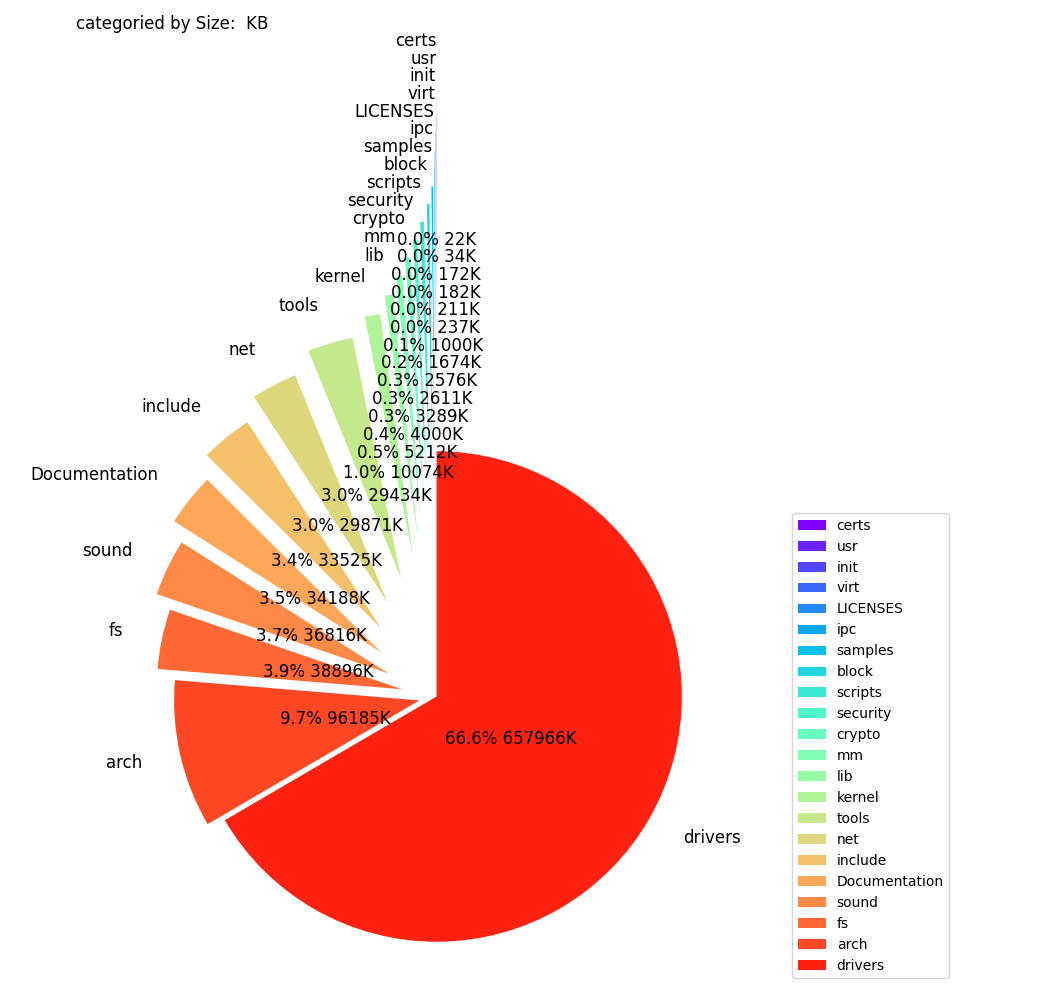 categoried by Size:  KB
certs
usr
init
virt
LICENSES
ipc
samples
block
scripts
security
crypto
mm
lib
kernel
tools
net
include
Documentation
sound
fs
arch
drivers
0.0% 22K
0.0% 34K
0.0% 172K
0.0% 182K
0.0% 211K
0.0% 237K
0.1% 1000K
0.2% 1674K
0.3% 2576K
0.3% 2611K
0.3% 3289K
0.4% 4000K
0.5% 5212K
1.0% 10074K
3.0% 29434K
3.0% 29871K
3.4% 33525K
3.5% 34188K
3.7% 36816K
3.9% 38896K
9.7% 96185K
66.6% 657966K
certs
usr
init
virt
LICENSES
ipc
samples
block
scripts
security
crypto
mm
lib
kernel
tools
net
include
Documentation
sound
fs
arch
drivers